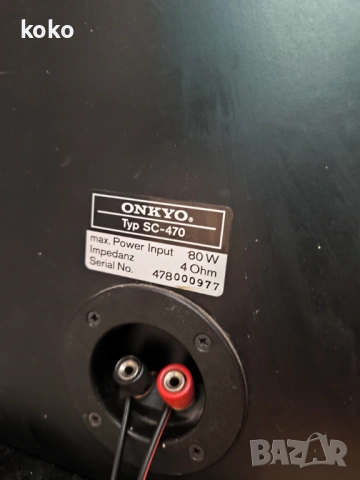 koko
ONKYO®
Typ SC-470
max. Power Input 80 W
Impedanz 4 Ohm
Serial No. 478000977
BAZAR